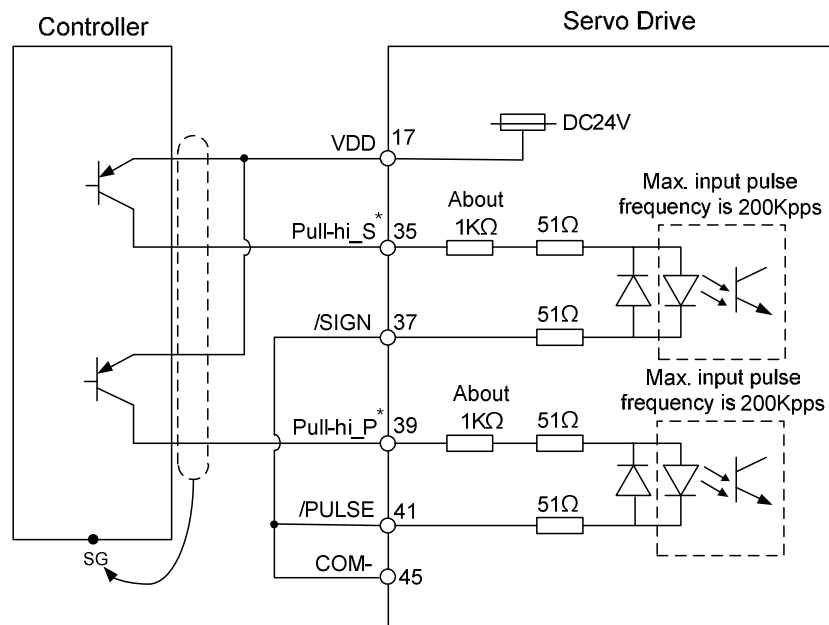 Controller
Servo Drive
VDD
17
DC24V
Max. input pulse
frequency is 200Kpps
About
1KΩ
51Ω
Pull-hi_S*
35
/SIGN
37
51Ω
Max. input pulse
frequency is 200Kpps
About
1KΩ
51Ω
Pull-hi_P*
39
/PULSE
41
51Ω
COM-
45
SG